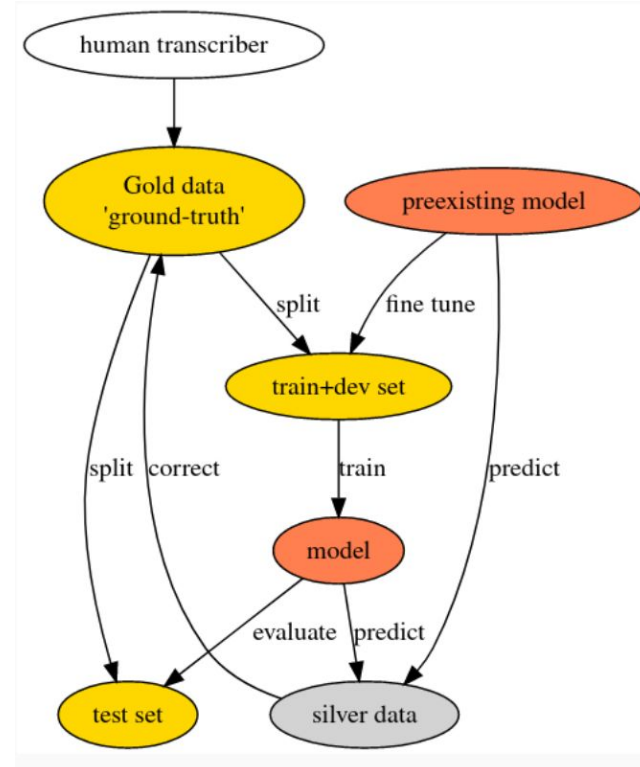 human transcriber
Gold data
'ground-truth'
preexisting model
split
fine tune
train+dev set
split
correct
train
predict
model
evaluate
predict
test set
silver data